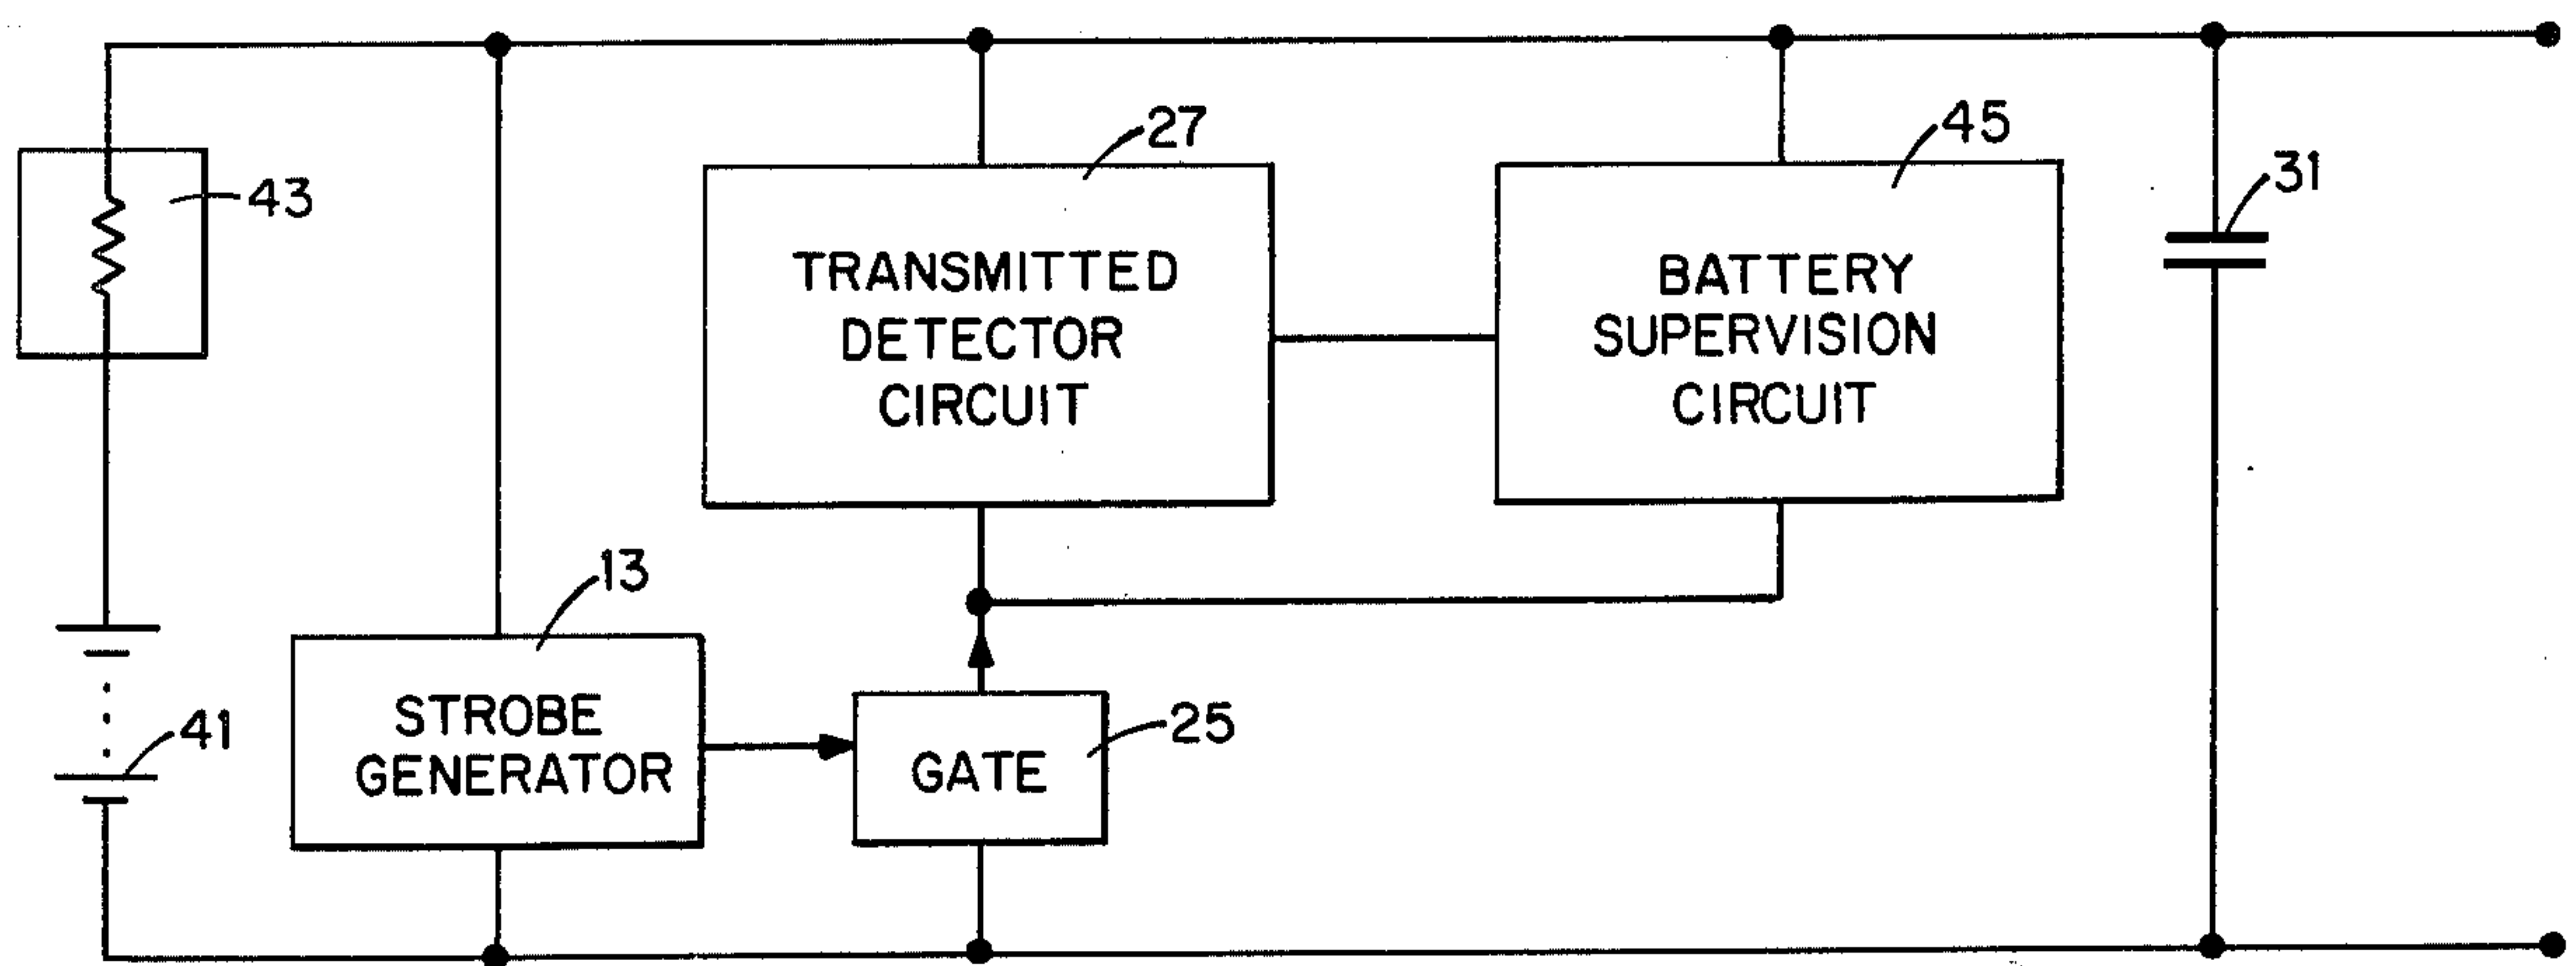 27
45
31
43
TRANSMITTED
DETECTOR
CIRCUIT
BATTERY
SUPERVISION
CIRCUIT
13
41
STROBE
GENERATOR
25
GATE